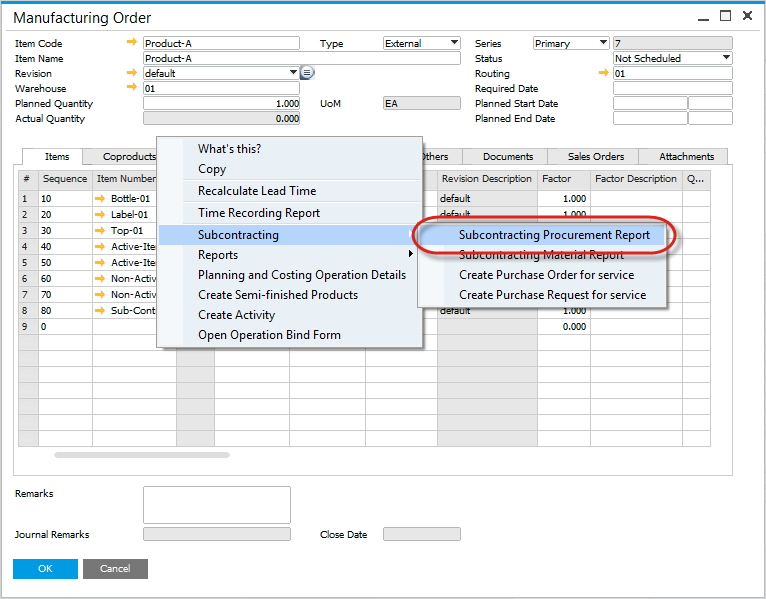 Manufacturing Order
Item Code Product-A Type External Series Primary 7
Item Name Product-A Status Not Scheduled
Revision default Routing 01
Warehouse 01 Required Date
Planned Quantity 1.000 UoM EA Planned Start Date
Actual Quantity 0.000 Planned End Date
Items Coproducts Others Documents Sales Orders Attachments
# Sequence Item Number Revision Description Factor Factor Description Q...
1 10 Bottle-01 default 1.000
2 20 Label-01 default 1.000
3 30 Top-01
4 40 Active-Ite
5 50 Active-Ite
6 60 Non-Activ
7 70 Non-Activ
8 80 Sub-Cont default 1.000
9 0 0.000
What's this?
Copy
Recalculate Lead Time
Time Recording Report
Subcontracting
Reports
Planning and Costing Operation Details
Create Semi-finished Products
Create Activity
Open Operation Bind Form
Subcontracting Procurement Report
Subcontracting Material Report
Create Purchase Order for service
Create Purchase Request for service
Remarks
Journal Remarks Close Date
OK Cancel